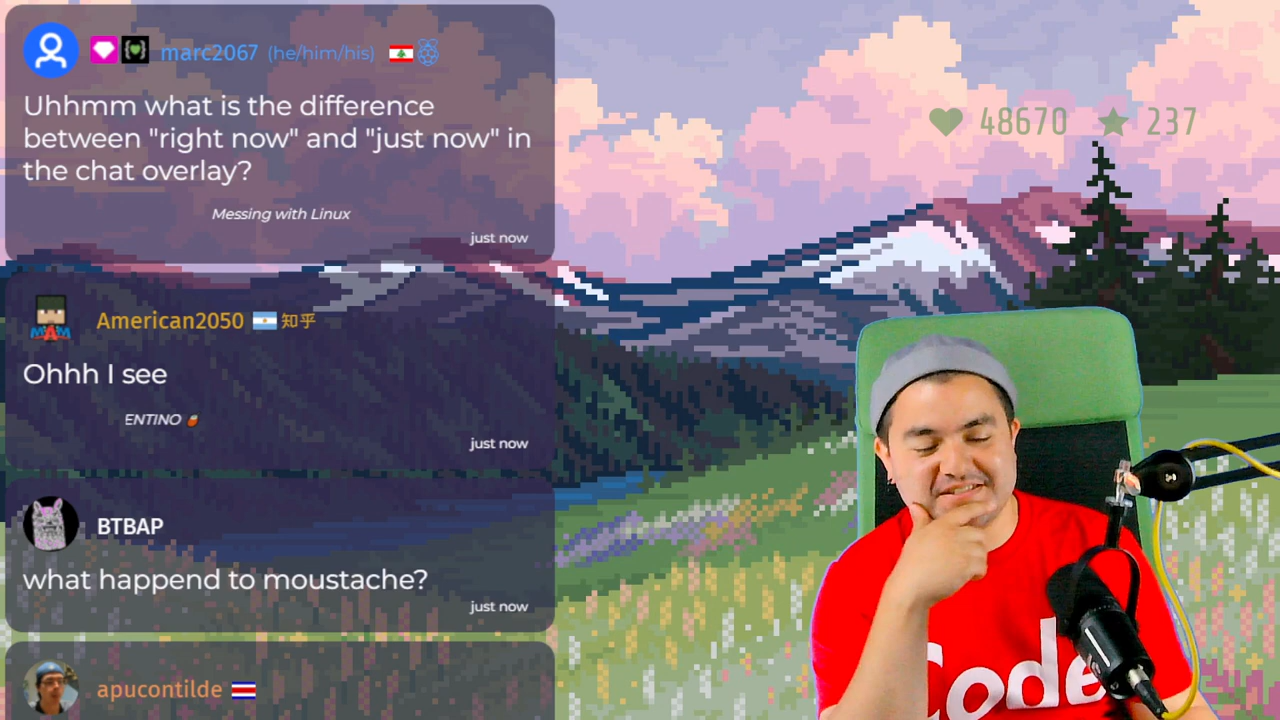 marc2067 (he/him/his)
Uhhmm what is the difference
between "right now" and "just now" in
the chat overlay?
Messing with Linux
just now
48670 237
American2050 知乎
Ohhh I see
ENTINO
just now
BTBAP
what happend to moustache?
just now
apucontilde
Code